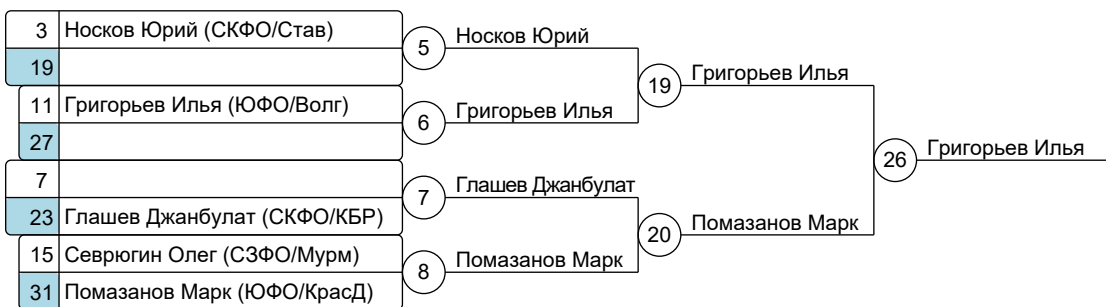 3 Носков Юрий (СКФО/Став)
19
11 Григорьев Илья (ЮФО/Волг)
27
7
23 Глашев Джанбулат (СКФО/КБР)
15 Севрюгин Олег (СЗФО/Мурм)
31 Помазанов Марк (ЮФО/КрасД)
5
Носков Юрий
6
Григорьев Илья
7
Глашев Джанбулат
8
Помазанов Марк
19
Григорьев Илья
20
Помазанов Марк
26
Григорьев Илья